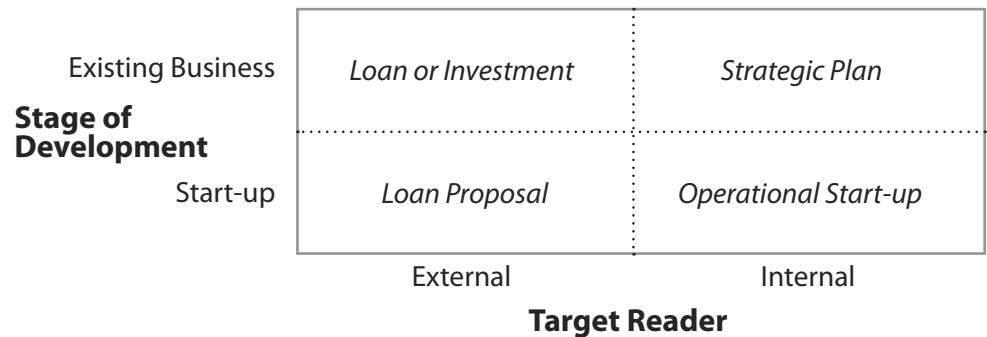 Existing Business
Loan or Investment
Strategic Plan
Stage of
Development
Start-up
Loan Proposal
Operational Start-up
External
Internal
Target Reader